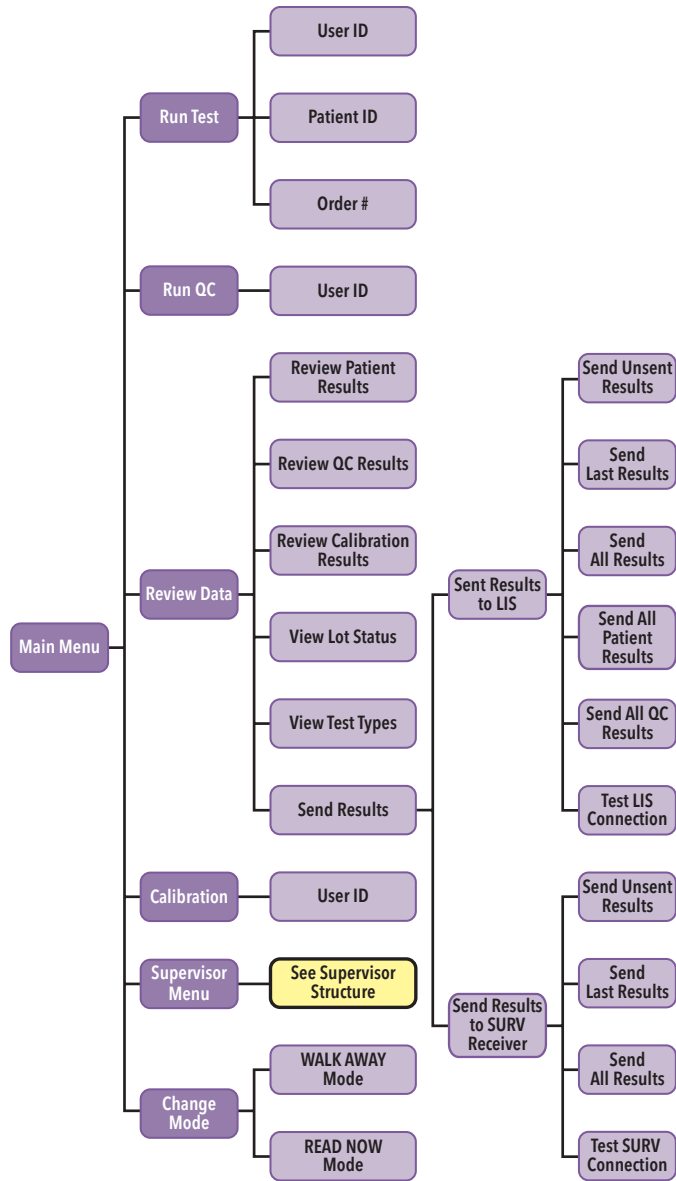 User ID
Run Test
Patient ID
Order #
Run QC
User ID
Review Patient
Results
Review QC Results
Review Calibration
Results
Review Data
View Lot Status
View Test Types
Send Results
Main Menu
Sent Results
to LIS
Send Unsent
Results
Send
Last Results
Send
All Results
Send All
Patient
Results
Send All QC
Results
Test LIS
Connection
Send Results
to SURV
Receiver
Send Unsent
Results
Send
Last Results
Send
All Results
Test SURV
Connection
Calibration
User ID
Supervisor
Menu
See Supervisor
Structure
Change
Mode
WALK AWAY
Mode
READ NOW
Mode